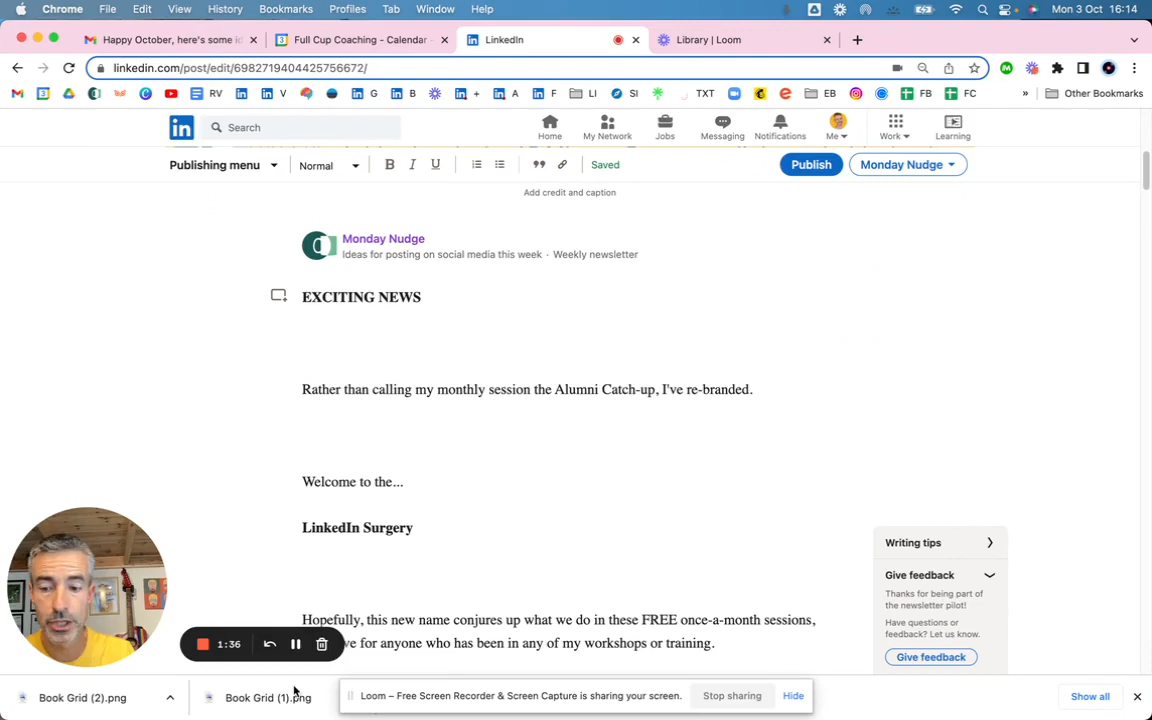 Chrome File Edit View History Bookmarks Profiles Tab Window Help Mon 3 Oct 16:14
Happy October, here's some id Full Cup Coaching - Calendar - LinkedIn Library | Loom
linkedin.com/post/edit/6982719404425756672/
RV V G B + A F LI SI TXT EB FB FC » Other Bookmarks
Search Home My Network Jobs Messaging Notifications Me Work Learning
Publishing menu Normal B I U Saved Publish Monday Nudge
Add credit and caption
Monday Nudge
Ideas for posting on social media this week · Weekly newsletter
EXCITING NEWS
Rather than calling my monthly session the Alumni Catch-up, I've re-branded.
Welcome to the...
LinkedIn Surgery
Hopefully, this new name conjures up what we do in these FREE once-a-month sessions,
ve for anyone who has been in any of my workshops or training.
Writing tips
Give feedback
Thanks for being part of
the newsletter pilot!
Have questions or
feedback? Let us know.
Give feedback
1:36
Book Grid (2).png Book Grid (1).png Loom – Free Screen Recorder & Screen Capture is sharing your screen. Stop sharing Hide Show all